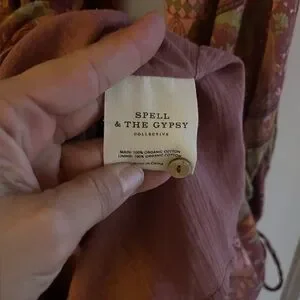 SPELL
& THE GYPSY
COLLECTIVE
MAIN: 100% ORGANIC COTTON
LINING: 100% ORGANIC COTTON